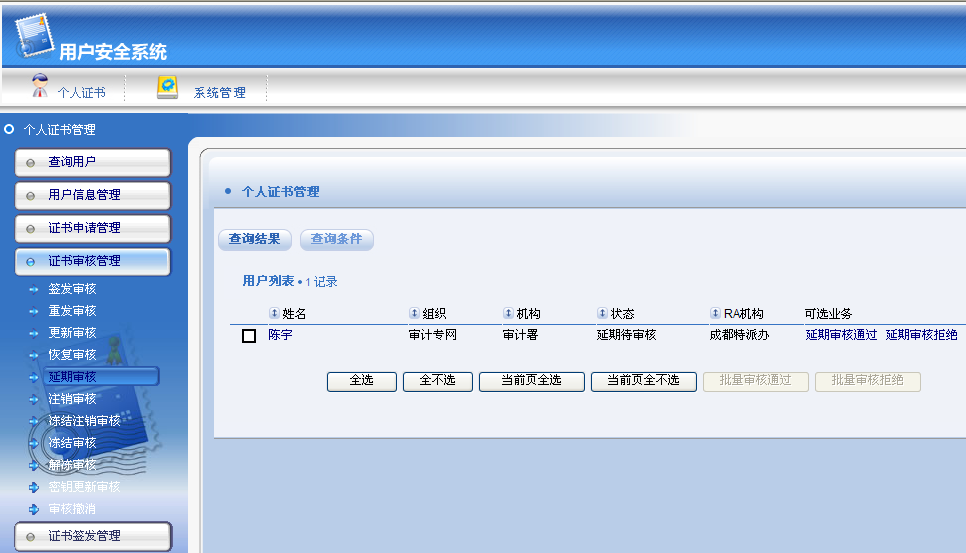 用户安全系统
个人证书 系统管理
个人证书管理
查询用户
用户信息管理
证书申请管理
证书审核管理
签发审核
重发审核
更新审核
恢复审核
延期审核
注销审核
冻结注销审核
冻结审核
解冻审核
密钥更新审核
审核撤消
证书签发管理
个人证书管理
查询结果 查询条件
用户列表 • 1 记录
姓名 组织 机构 状态 RA机构 可选业务
陈宇 审计专网 审计署 延期待审核 成都特派办 延期审核通过 延期审核拒绝
全选 全不选 当前页全选 当前页全不选 批量审核通过 批量审核拒绝